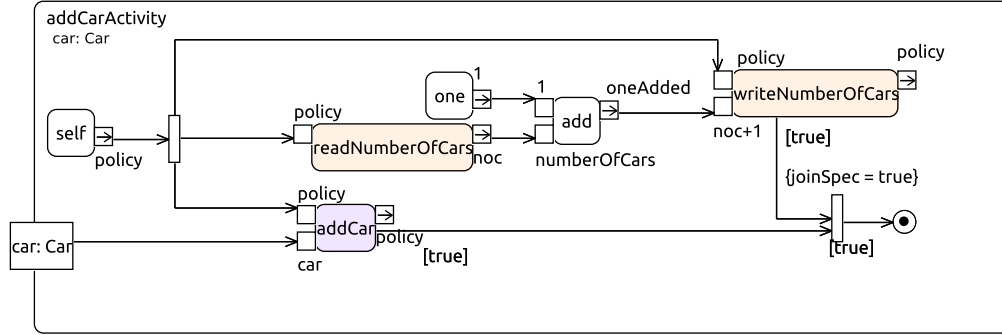 addCarActivity
car: Car
policy
policy
1
one
1
oneAdded
writeNumberOfCars
self
policy
policy
readNumberOfCars
noc
add
numberOfCars
noc+1
[true]
{joinSpec = true}
policy
addCar
policy
car: Car
car
[true]
[true]